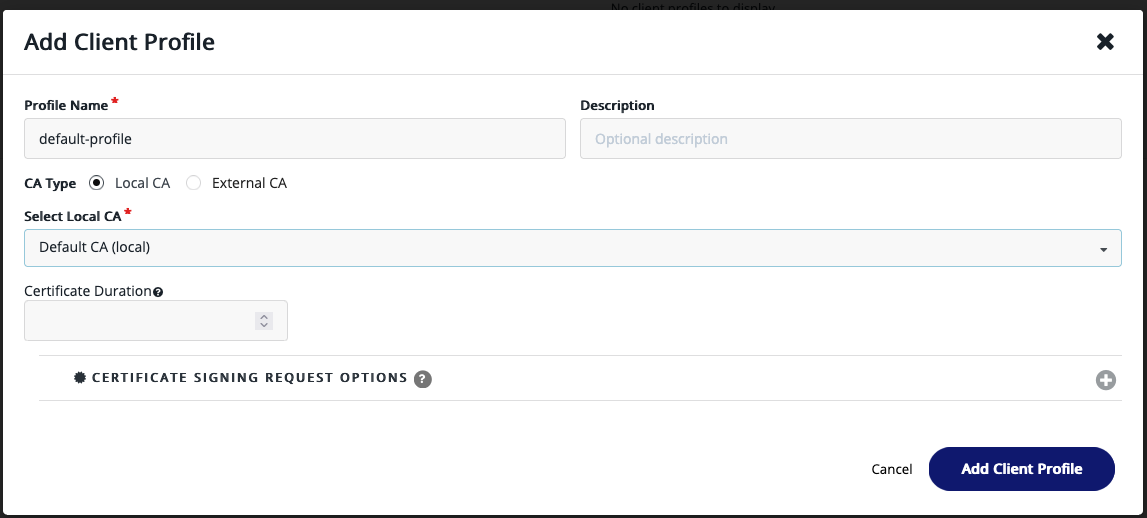 No client profiles to display
Add Client Profile
Profile Name *
Description
default-profile
Optional description
CA Type Local CA External CA
Select Local CA *
Default CA (local)
Certificate Duration ?
CERTIFICATE SIGNING REQUEST OPTIONS ?
Cancel
Add Client Profile